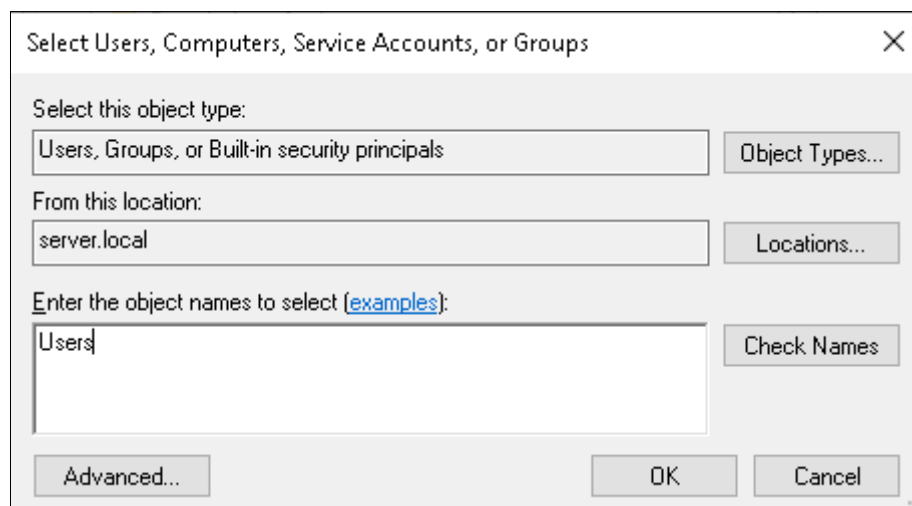 Select Users, Computers, Service Accounts, or Groups
Select this object type:
Users, Groups, or Built-in security principals
Object Types...
From this location:
server.local
Locations...
Enter the object names to select (examples):
Users
Check Names
Advanced...
OK
Cancel